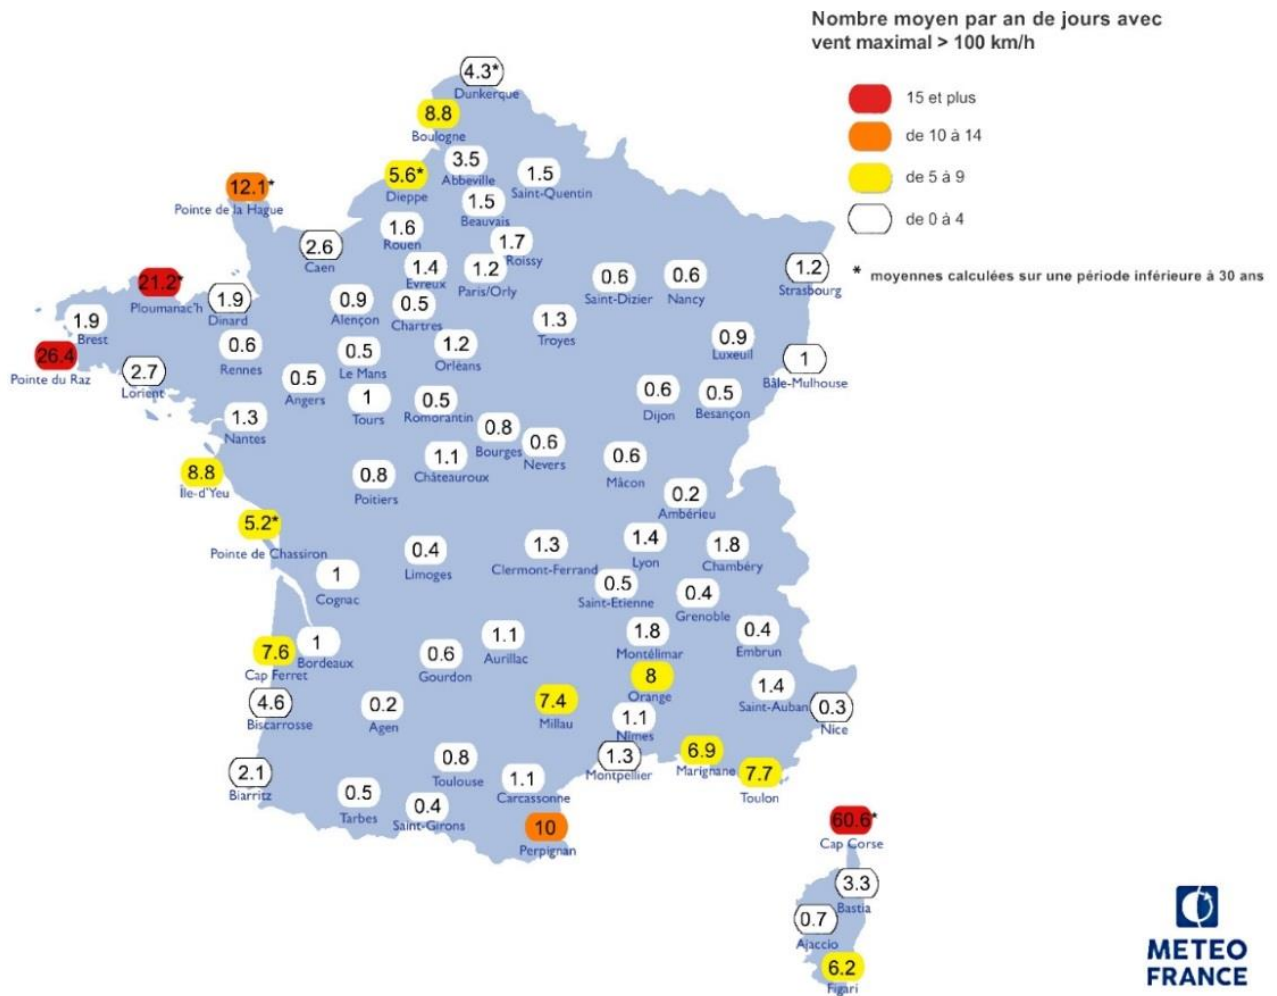 Nombre moyen par an de jours avec
vent maximal > 100 km/h
15 et plus
de 10 à 14
de 5 à 9
de 0 à 4
* moyennes calculées sur une période inférieure à 30 ans
4.3*
Dunkerque
8.8
Boulogne
3.5
Abbeville
5.6*
Dieppe
1.5
Saint-Quentin
12.1*
Pointe de la Hague
1.5
Beauvais
1.6
Rouen
1.7
Roissy
2.6
Caen
1.4
Evreux
1.2
Paris/Orly
0.6
Saint-Dizier
0.6
Nancy
1.2
Strasbourg
21.2*
Ploumanac'h
1.9
Dinard
0.9
Alençon
0.5
Chartres
1.3
Troyes
1.9
Brest
0.6
Rennes
0.5
Le Mans
1.2
Orléans
0.9
Luxeuil
1
Bâle-Mulhouse
26.4
Pointe du Raz
2.7
Lorient
0.5
Angers
1
Tours
0.5
Romorantin
0.6
Dijon
0.5
Besançon
1.3
Nantes
0.8
Bourges
0.6
Nevers
1.1
Châteauroux
0.6
Mâcon
8.8
Île-d'Yeu
0.8
Poitiers
0.2
Ambérieu
5.2*
Pointe de Chassiron
0.4
Limoges
1.3
Clermont-Ferrand
1.4
Lyon
1.8
Chambéry
1
Cognac
0.5
Saint-Etienne
0.4
Grenoble
7.6
Cap Ferret
1
Bordeaux
0.6
Gourdon
1.1
Aurillac
1.8
Montélimar
0.4
Embrun
8
Orange
4.6
Biscarrosse
0.2
Agen
7.4
Millau
1.1
Nîmes
1.4
Saint-Auban
0.3
Nice
2.1
Biarritz
0.8
Toulouse
1.3
Montpellier
6.9
Marignane
7.7
Toulon
0.5
Tarbes
0.4
Saint-Girons
1.1
Carcassonne
10
Perpignan
60.6*
Cap Corse
3.3
Bastia
0.7
Ajaccio
6.2
Figari
METEO
FRANCE